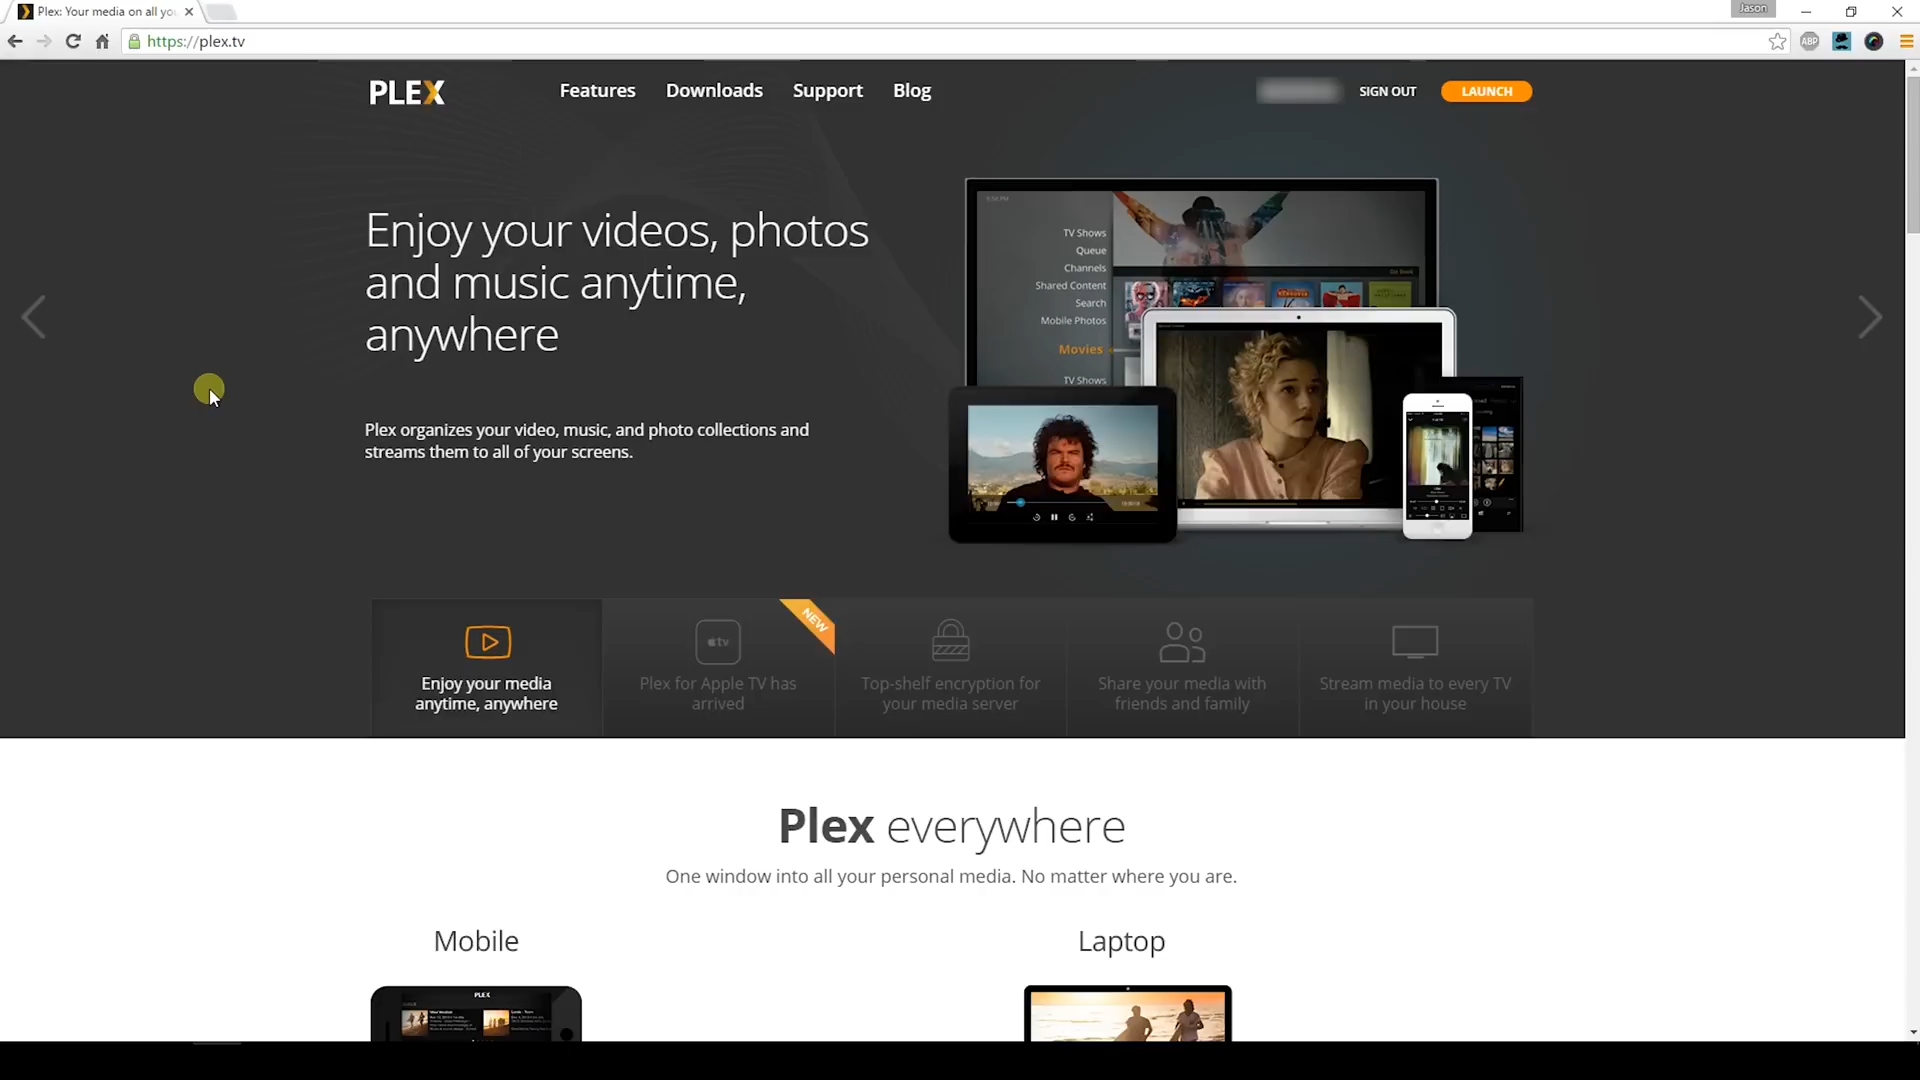 Plex: Your media on all you
Jason
https://plex.tv
ABP
PLEX
Features
Downloads
Support
Blog
SIGN OUT
LAUNCH
Enjoy your videos, photos
and music anytime,
anywhere
Plex organizes your video, music, and photo collections and
streams them to all of your screens.
TV Shows
Queue
Channels
Shared Content
Search
Mobile Photos
Movies
TV Shows
Enjoy your media
anytime, anywhere
tv
NEW
Plex for Apple TV has
arrived
Top-shelf encryption for
your media server
Share your media with
friends and family
Stream media to every TV
in your house
Plex everywhere
One window into all your personal media. No matter where you are.
Mobile
Laptop
PLEX